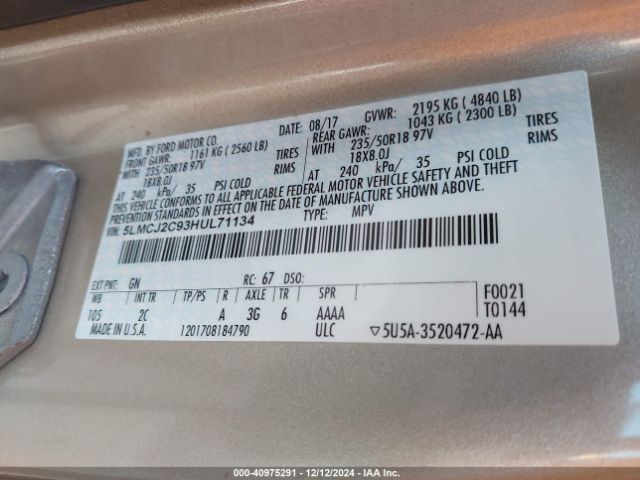 MFD. BY FORD MOTOR CO.
DATE: 08/17 GVWR: 2195 KG ( 4840 LB)
FRONT GAWR: 1161 KG ( 2560 LB) REAR GAWR: 1043 KG ( 2300 LB)
WITH 235/50R18 97V TIRES WITH 235/50R18 97V TIRES
18X8.0J RIMS 18X8.0J RIMS
AT 240 kPa/ 35 PSI COLD AT 240 kPa/ 35 PSI COLD
THIS VEHICLE CONFORMS TO ALL APPLICABLE FEDERAL MOTOR VEHICLE SAFETY AND THEFT
PREVENTION STANDARDS IN EFFECT ON THE DATE OF MANUFACTURE SHOWN ABOVE.
VIN: 5LMCJ2C93HUL71134
TYPE: MPV
EXT PNT: GN RC: 67 DSO:
WB INT TR TP/PS R AXLE TR SPR F0021
105 2C A 3G 6 AAAA T0144
MADE IN U.S.A. 1201708184790 ULC ▽5U5A-3520472-AA
000-40975291 - 12/12/2024 - IAA Inc.